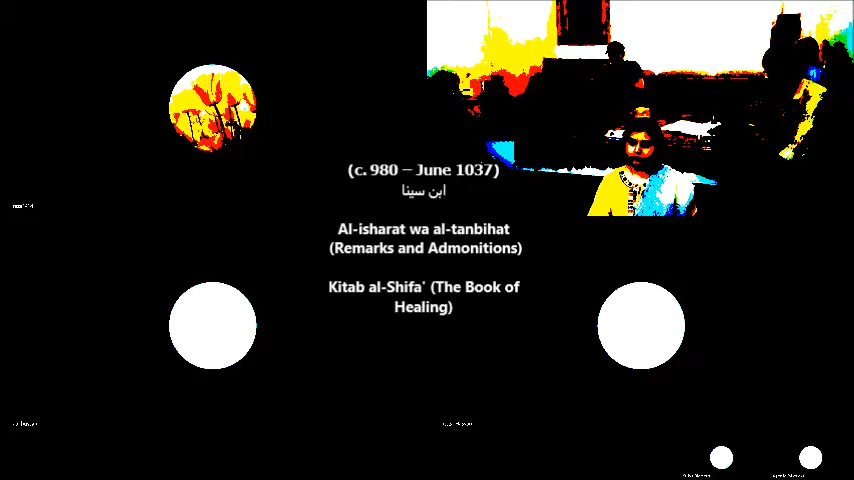 (c. 980 – June 1037)
ابن سينا
Al-isharat wa al-tanbihat
(Remarks and Admonitions)
Kitab al-Shifa' (The Book of
Healing)